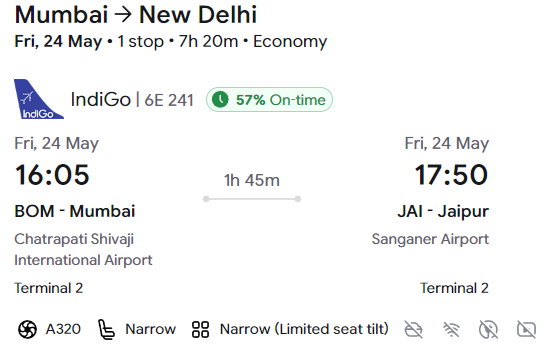 Mumbai → New Delhi
Fri, 24 May • 1 stop • 7h 20m • Economy
IndiGo
IndiGo | 6E 241 57% On-time
Fri, 24 May Fri, 24 May
16:05 1h 45m 17:50
BOM - Mumbai JAI - Jaipur
Chatrapati Shivaji Sanganer Airport
International Airport
Terminal 2 Terminal 2
A320 Narrow Narrow (Limited seat tilt)